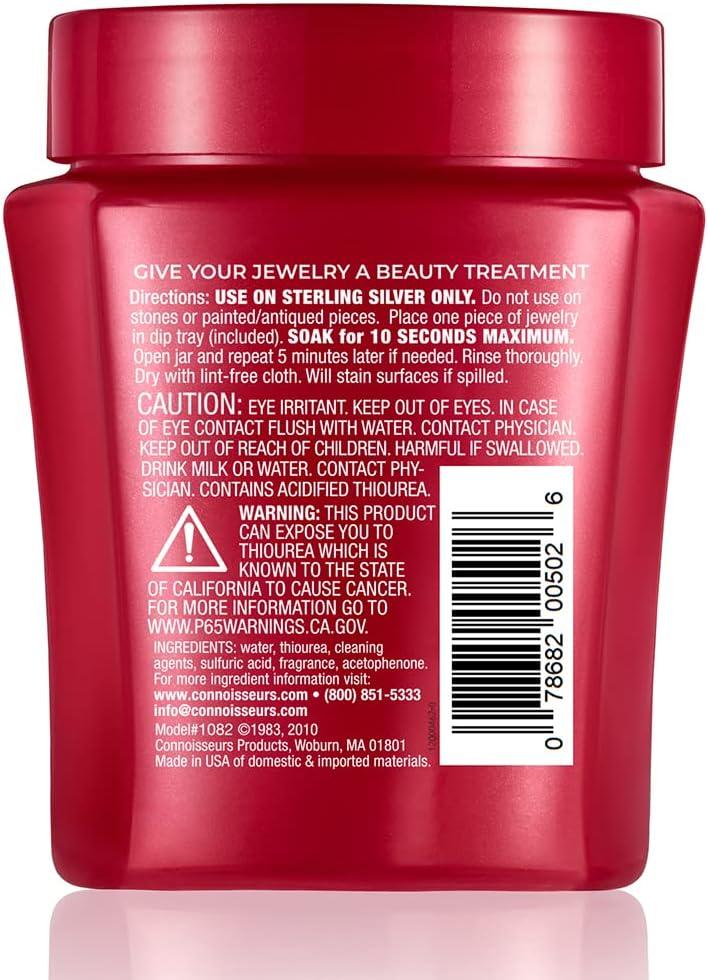 GIVE YOUR JEWELRY A BEAUTY TREATMENT
Directions: USE ON STERLING SILVER ONLY. Do not use on
stones or painted/antiqued pieces. Place one piece of jewelry
in dip tray (included). SOAK for 10 SECONDS MAXIMUM.
Open jar and repeat 5 minutes later if needed. Rinse thoroughly.
Dry with lint-free cloth. Will stain surfaces if spilled.
CAUTION: EYE IRRITANT. KEEP OUT OF EYES. IN CASE
OF EYE CONTACT FLUSH WITH WATER. CONTACT PHYSICIAN.
KEEP OUT OF REACH OF CHILDREN. HARMFUL IF SWALLOWED.
DRINK MILK OR WATER. CONTACT PHY-
SICIAN. CONTAINS ACIDIFIED THIOUREA.
WARNING: THIS PRODUCT
CAN EXPOSE YOU TO
THIOUREA WHICH IS
KNOWN TO THE STATE
OF CALIFORNIA TO CAUSE CANCER.
FOR MORE INFORMATION GO TO
WWW.P65WARNINGS.CA.GOV.
INGREDIENTS: water, thiourea, cleaning
agents, sulfuric acid, fragrance, acetophenone.
For more ingredient information visit:
www.connoisseurs.com • (800) 851-5333
info@connoisseurs.com
Model#1082 ©1983, 2010
Connoisseurs Products, Woburn, MA 01801
Made in USA of domestic & imported materials.
0 78682 00502 6